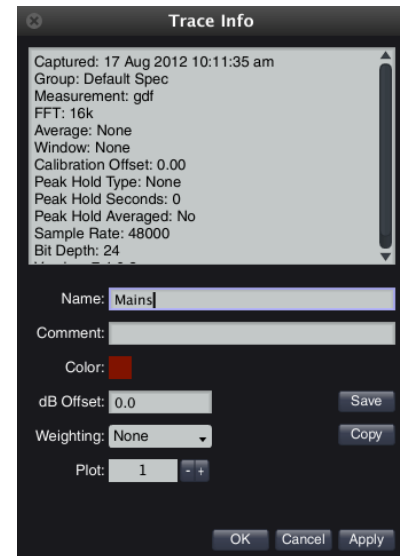 Trace Info
Captured: 17 Aug 2012 10:11:35 am
Group: Default Spec
Measurement: gdf
FFT: 16k
Average: None
Window: None
Calibration Offset: 0.00
Peak Hold Type: None
Peak Hold Seconds: 0
Peak Hold Averaged: No
Sample Rate: 48000
Bit Depth: 24
Name: Mains
Comment:
Color:
dB Offset: 0.0 Save
Weighting: None Copy
Plot: 1 - +
OK Cancel Apply